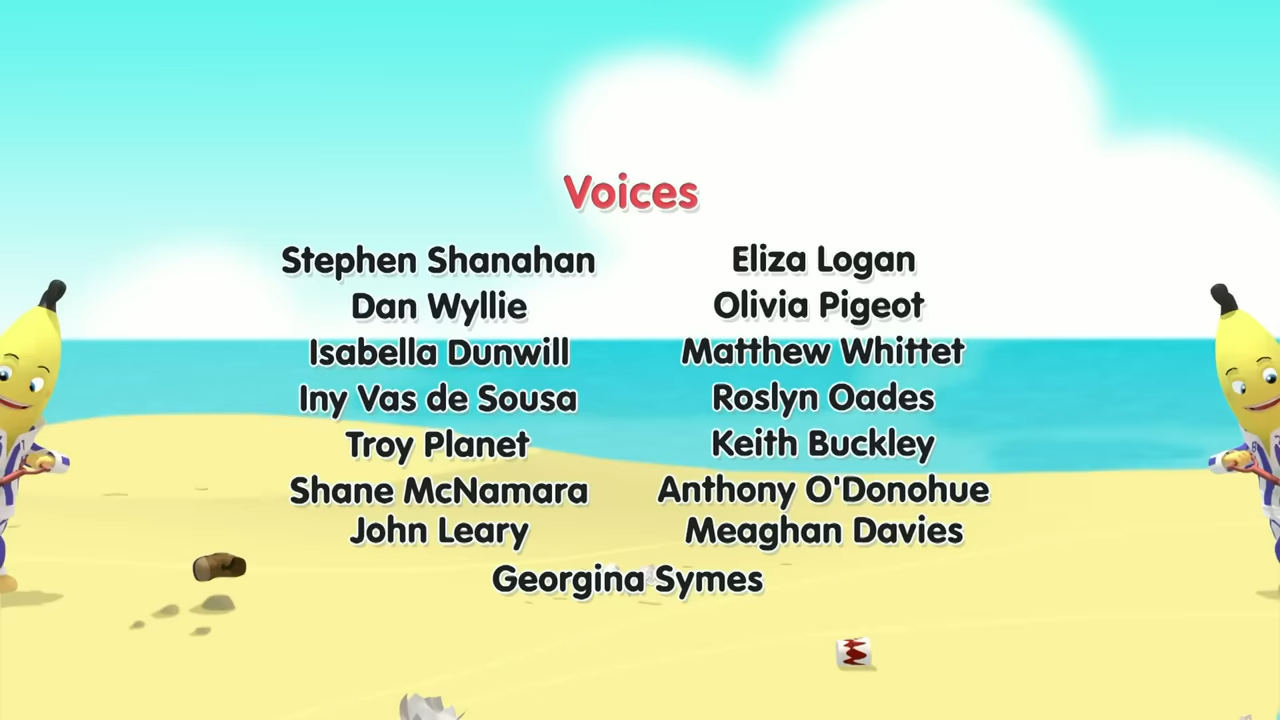 Voices
Stephen Shanahan
Eliza Logan
Dan Wyllie
Olivia Pigeot
Isabella Dunwill
Matthew Whittet
Iny Vas de Sousa
Roslyn Oades
Troy Planet
Keith Buckley
Shane McNamara
Anthony O'Donohue
John Leary
Meaghan Davies
Georgina Symes